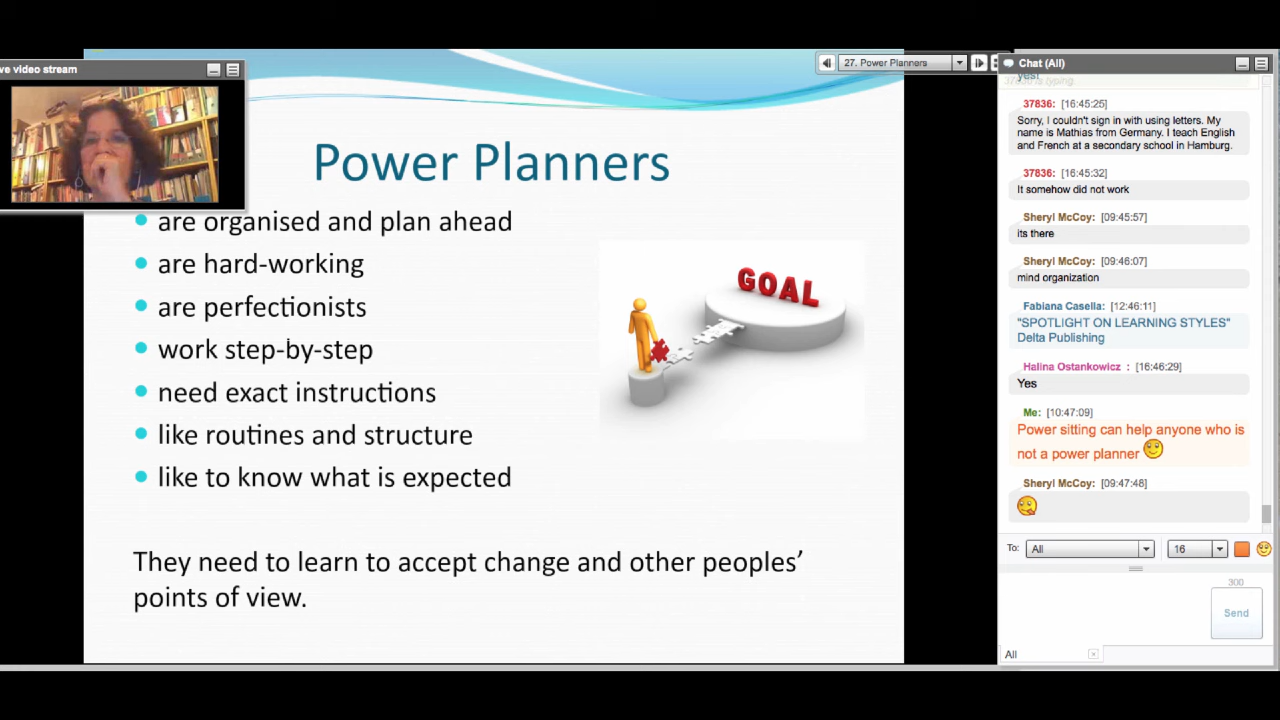 ve video stream
27. Power Planners
Power Planners
are organised and plan ahead
are hard-working
are perfectionists
work step-by-step
need exact instructions
like routines and structure
like to know what is expected
GOAL
They need to learn to accept change and other peoples’
points of view.
Chat (All)
yes!
37836: [16:45:25]
Sorry, I couldn't sign in with using letters. My
name is Mathias from Germany. I teach English
and French at a secondary school in Hamburg.
37836: [16:45:32]
It somehow did not work
Sheryl McCoy: [09:45:57]
its there
Sheryl McCoy: [09:46:07]
mind organization
Fabiana Casella: [12:46:11]
"SPOTLIGHT ON LEARNING STYLES"
Delta Publishing
Halina Ostankowicz : [16:46:29]
Yes
Me: [10:47:09]
Power sitting can help anyone who is
not a power planner
Sheryl McCoy: [09:47:48]
To: All 16
300
Send
All